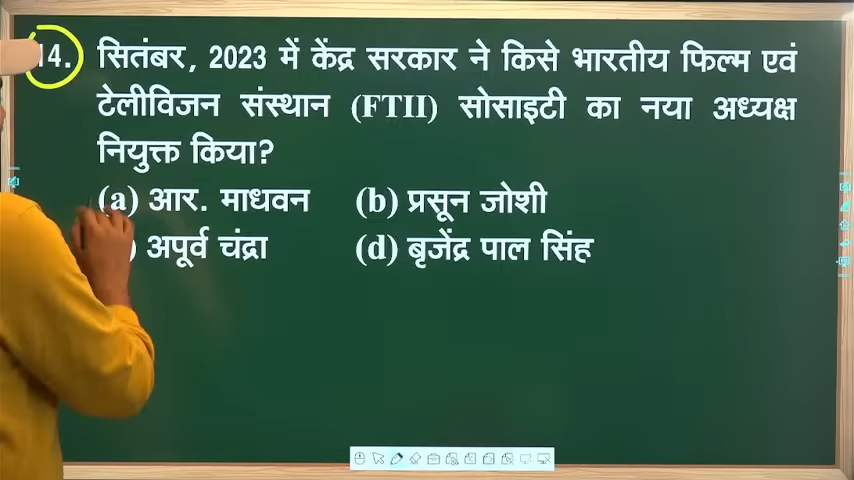 14. सितंबर, 2023 में केंद्र सरकार ने किसे भारतीय फिल्म एवं
टेलीविजन संस्थान (FTII) सोसाइटी का नया अध्यक्ष
नियुक्त किया?
(a) आर. माधवन (b) प्रसून जोशी
) अपूर्व चंद्रा (d) बृजेंद्र पाल सिंह